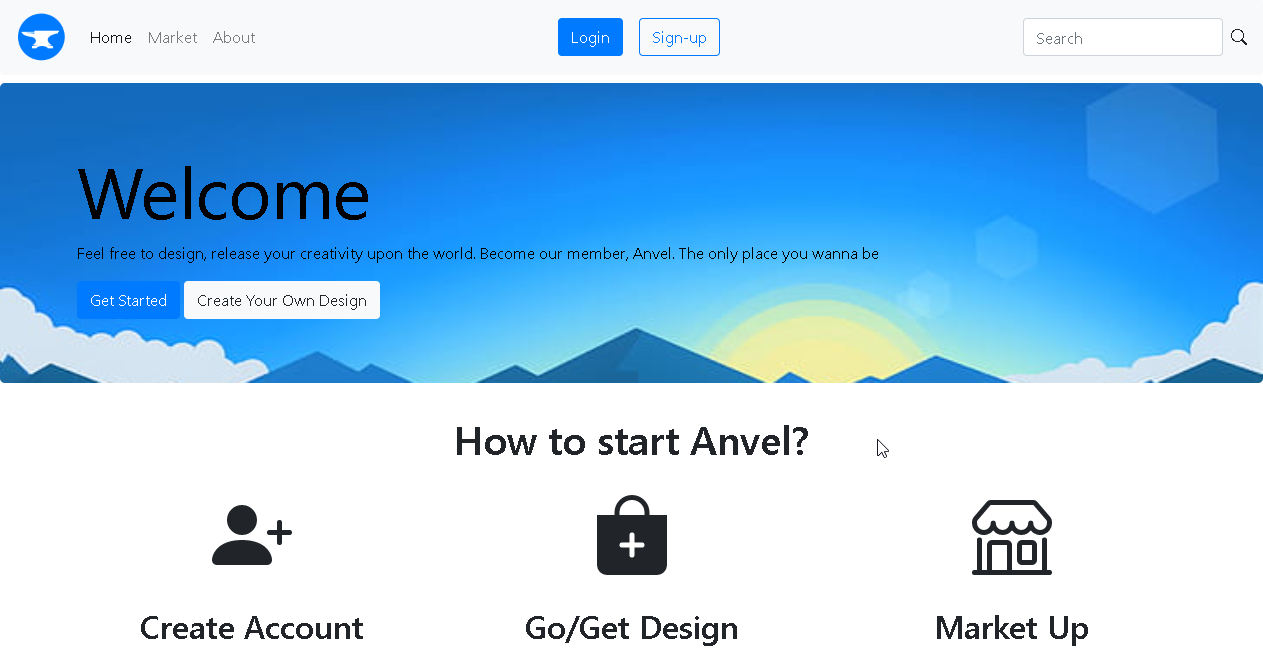 Home Market About Login Sign-up Search
Welcome
Feel free to design, release your creativity upon the world. Become our member, Anvel. The only place you wanna be
Get Started Create Your Own Design
How to start Anvel?
Create Account Go/Get Design Market Up